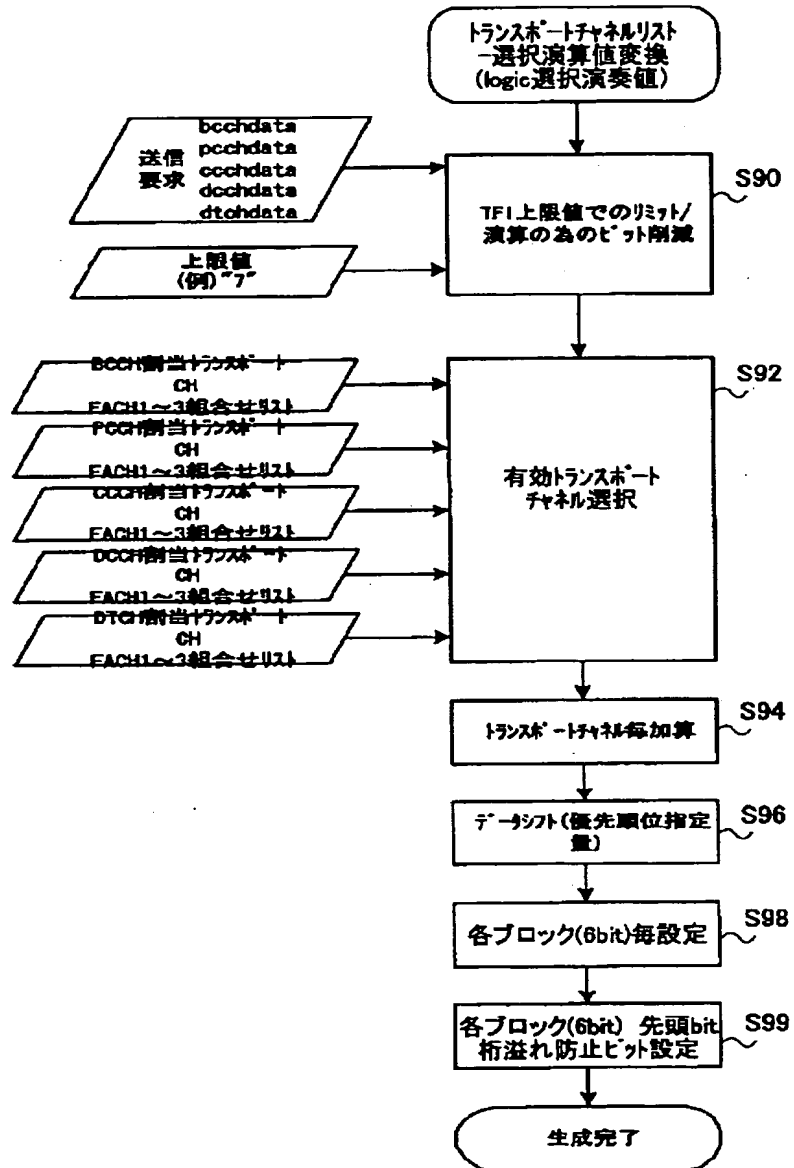 トランスポートチャネルリスト
-選択演算値変換
(logic選択演奏値)
送信
要求
bcchdata
pcchdata
ccchdata
dcchdata
dtchdata
S90
TFI上限値でのリミット/
演算の為のビット削減
上限値
(例)"7"
S92
BCCH割当トランスポート
CH
FACH1~3組合せリスト
PCCH割当トランスポート
CH
FACH1~3組合せリスト
CCCH割当トランスポート
CH
FACH1~3組合せリスト
DCCH割当トランスポート
CH
FACH1~3組合せリスト
DTCH割当トランスポート
CH
FACH1~3組合せリスト
有効トランスポート
チャネル選択
S94
トランスポートチャネル毎加算
S96
データシフト(優先順位指定
量)
S98
各ブロック(6bit)毎設定
S99
各ブロック(6bit) 先頭bit
桁溢れ防止ビット設定
生成完了